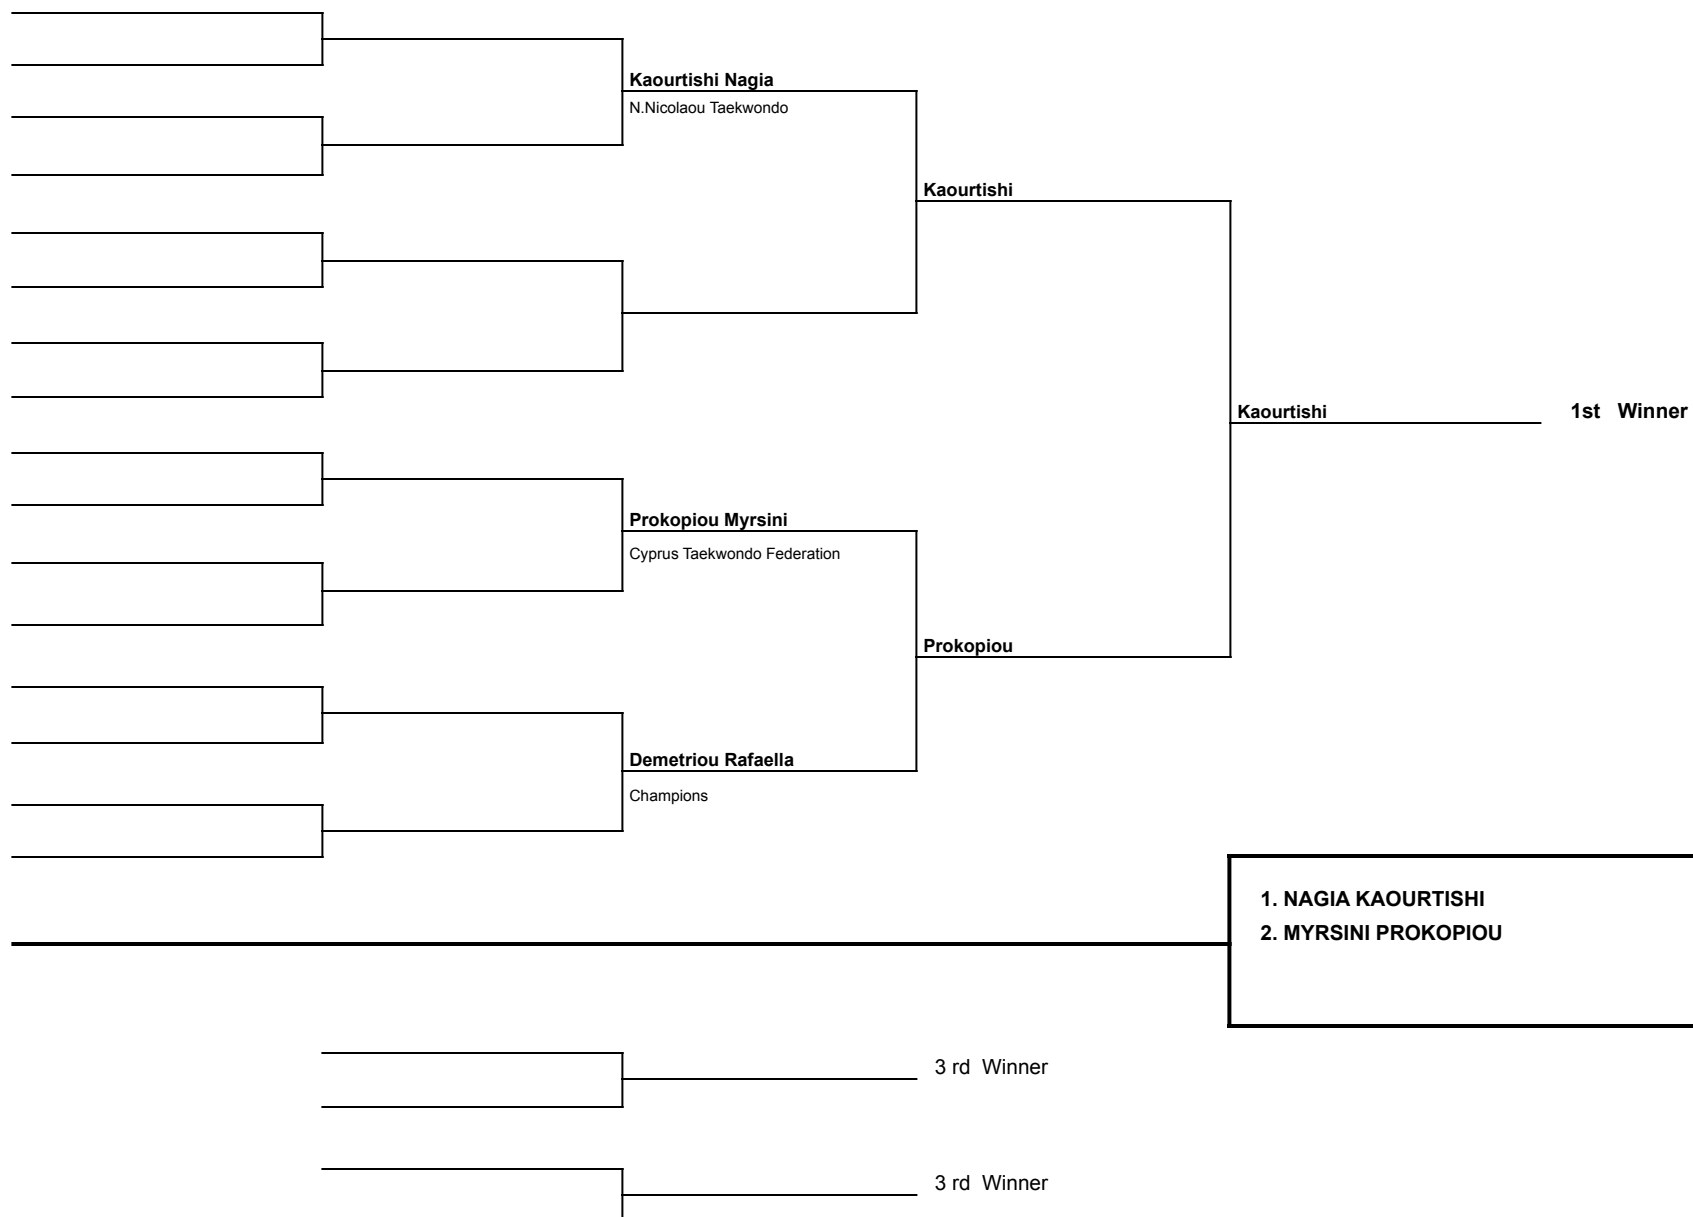 Kaourtishi Nagia
N.Nicolaou Taekwondo
Kaourtishi
Kaourtishi
1st Winner
Prokopiou Myrsini
Cyprus Taekwondo Federation
Prokopiou
Demetriou Rafaella
Champions
1. NAGIA KAOURTISHI
2. MYRSINI PROKOPIOU
3 rd Winner
3 rd Winner